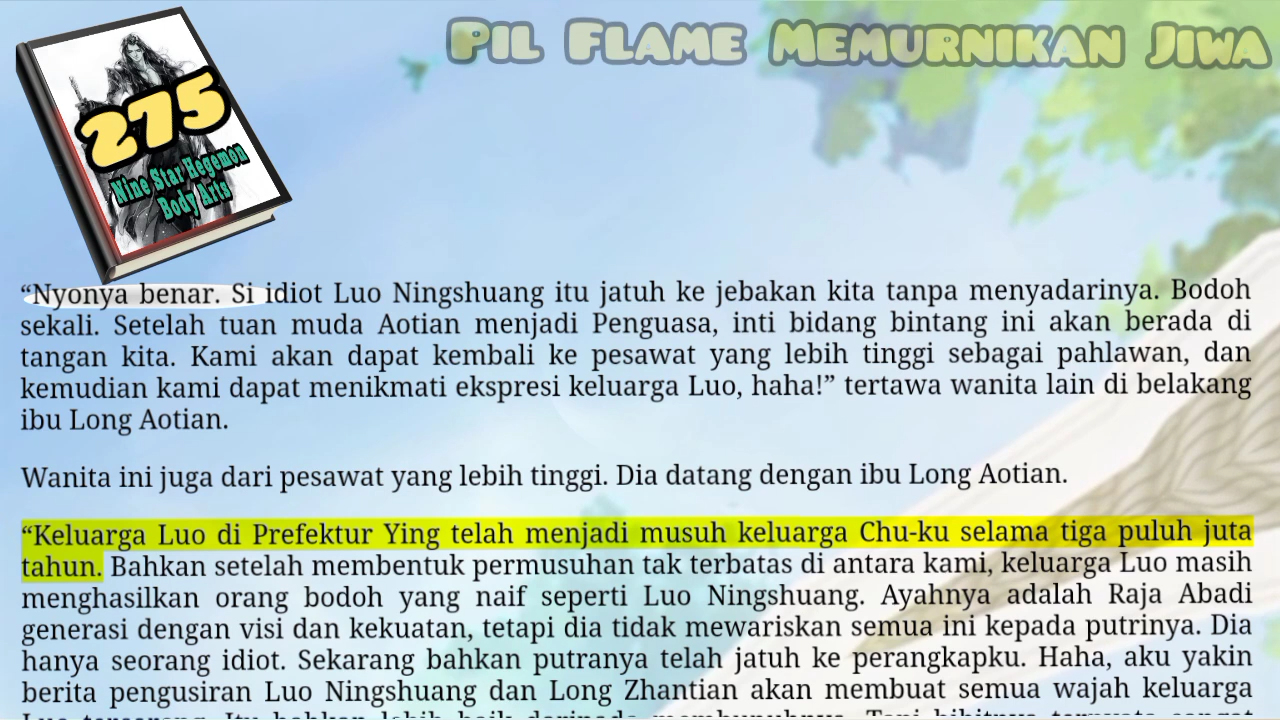 Pil Flame Memurnikan Jiwa
275
Nine Star Hegemon
Body Arts
“Nyonya benar. Si idiot Luo Ningshuang itu jatuh ke jebakan kita tanpa menyadarinya. Bodoh
sekali. Setelah tuan muda Aotian menjadi Penguasa, inti bidang bintang ini akan berada di
tangan kita. Kami akan dapat kembali ke pesawat yang lebih tinggi sebagai pahlawan, dan
kemudian kami dapat menikmati ekspresi keluarga Luo, haha!” tertawa wanita lain di belakang
ibu Long Aotian.
Wanita ini juga dari pesawat yang lebih tinggi. Dia datang dengan ibu Long Aotian.
“Keluarga Luo di Prefektur Ying telah menjadi musuh keluarga Chu-ku selama tiga puluh juta
tahun. Bahkan setelah membentuk permusuhan tak terbatas di antara kami, keluarga Luo masih
menghasilkan orang bodoh yang naif seperti Luo Ningshuang. Ayahnya adalah Raja Abadi
generasi dengan visi dan kekuatan, tetapi dia tidak mewariskan semua ini kepada putrinya. Dia
hanya seorang idiot. Sekarang bahkan putranya telah jatuh ke perangkapku. Haha, aku yakin
berita pengusiran Luo Ningshuang dan Long Zhantian akan membuat semua wajah keluarga